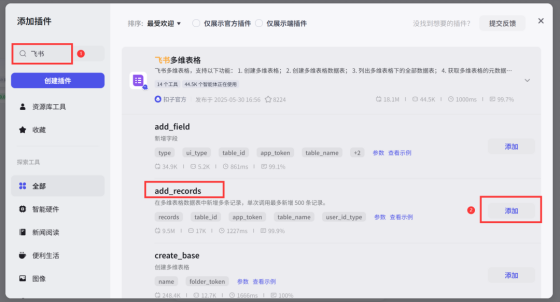 添加插件
排序: 最受欢迎
仅展示官方插件
仅展示端插件
没找到想要的插件?
提交反馈
飞书
1
创建插件
资源库工具
收藏
探索工具
全部
智能硬件
新闻阅读
便利生活
图像
飞书多维表格
飞书多维表格，支持以下功能: 1. 创建多维表格; 2. 创建多维表格数据表; 3. 列出多维表格下的全部数据表; 4. 获取多维表格的元数据…
14 个工具 44.5K 个智能体正在使用
扣子官方 发布于 2025-05-30 16:56 8224
18.1M 44.5K 1086ms 99.7%
add_field
新增字段
type ui_type table_id app_token table_name +2 参数 查看示例
34.9K 5.2K 861ms 99.1%
添加
add_records
在多维表格数据表中新增多条记录，单次调用最多新增 500 条记录。
records table_id app_token table_name user_id_type 参数 查看示例
9.5M 17K 1227ms 99.9%
2
添加
create_base
创建多维表格
name folder_token 参数 查看示例
248.4K 12.7K 1866ms 100%
添加